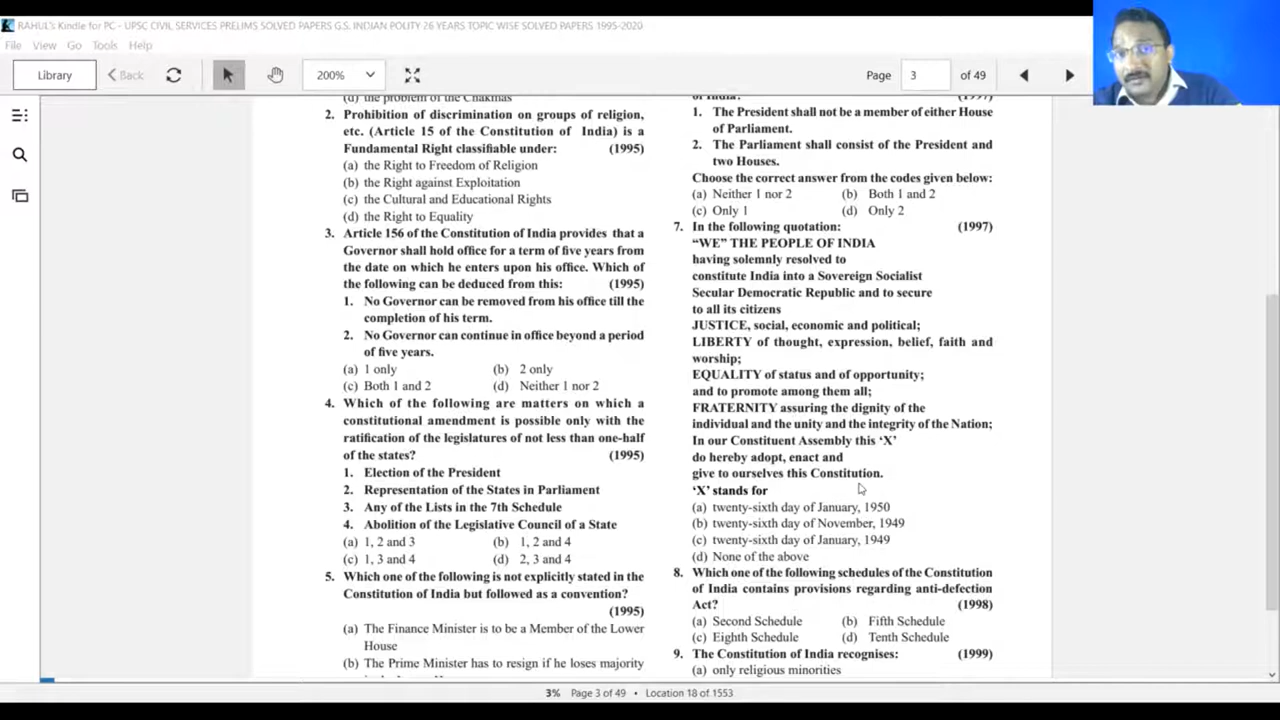 RAHUL's Kindle for PC - UPSC CIVIL SERVICES PRELIMS SOLVED PAPERS G.S. INDIAN POLITY 26 YEARS TOPIC WISE SOLVED PAPERS 1995-2020
File View Go Tools Help
Library
Back
200%
Page 3 of 49
(d) the problem of the Chakmas
2. Prohibition of discrimination on groups of religion,
etc. (Article 15 of the Constitution of India) is a
Fundamental Right classifiable under: (1995)
(a) the Right to Freedom of Religion
(b) the Right against Exploitation
(c) the Cultural and Educational Rights
(d) the Right to Equality
3. Article 156 of the Constitution of India provides that a
Governor shall hold office for a term of five years from
the date on which he enters upon his office. Which of
the following can be deduced from this: (1995)
1. No Governor can be removed from his office till the
completion of his term.
2. No Governor can continue in office beyond a period
of five years.
(a) 1 only (b) 2 only
(c) Both 1 and 2 (d) Neither 1 nor 2
4. Which of the following are matters on which a
constitutional amendment is possible only with the
ratification of the legislatures of not less than one-half
of the states? (1995)
1. Election of the President
2. Representation of the States in Parliament
3. Any of the Lists in the 7th Schedule
4. Abolition of the Legislative Council of a State
(a) 1, 2 and 3 (b) 1, 2 and 4
(c) 1, 3 and 4 (d) 2, 3 and 4
5. Which one of the following is not explicitly stated in the
Constitution of India but followed as a convention?
(1995)
(a) The Finance Minister is to be a Member of the Lower
House
(b) The Prime Minister has to resign if he loses majority
of India? (1997)
1. The President shall not be a member of either House
of Parliament.
2. The Parliament shall consist of the President and
two Houses.
Choose the correct answer from the codes given below:
(a) Neither 1 nor 2 (b) Both 1 and 2
(c) Only 1 (d) Only 2
7. In the following quotation: (1997)
“WE” THE PEOPLE OF INDIA
having solemnly resolved to
constitute India into a Sovereign Socialist
Secular Democratic Republic and to secure
to all its citizens
JUSTICE, social, economic and political;
LIBERTY of thought, expression, belief, faith and
worship;
EQUALITY of status and of opportunity;
and to promote among them all;
FRATERNITY assuring the dignity of the
individual and the unity and the integrity of the Nation;
In our Constituent Assembly this ‘X’
do hereby adopt, enact and
give to ourselves this Constitution.
‘X’ stands for
(a) twenty-sixth day of January, 1950
(b) twenty-sixth day of November, 1949
(c) twenty-sixth day of January, 1949
(d) None of the above
8. Which one of the following schedules of the Constitution
of India contains provisions regarding anti-defection
Act? (1998)
(a) Second Schedule (b) Fifth Schedule
(c) Eighth Schedule (d) Tenth Schedule
9. The Constitution of India recognises: (1999)
(a) only religious minorities
3% Page 3 of 49 • Location 18 of 1553